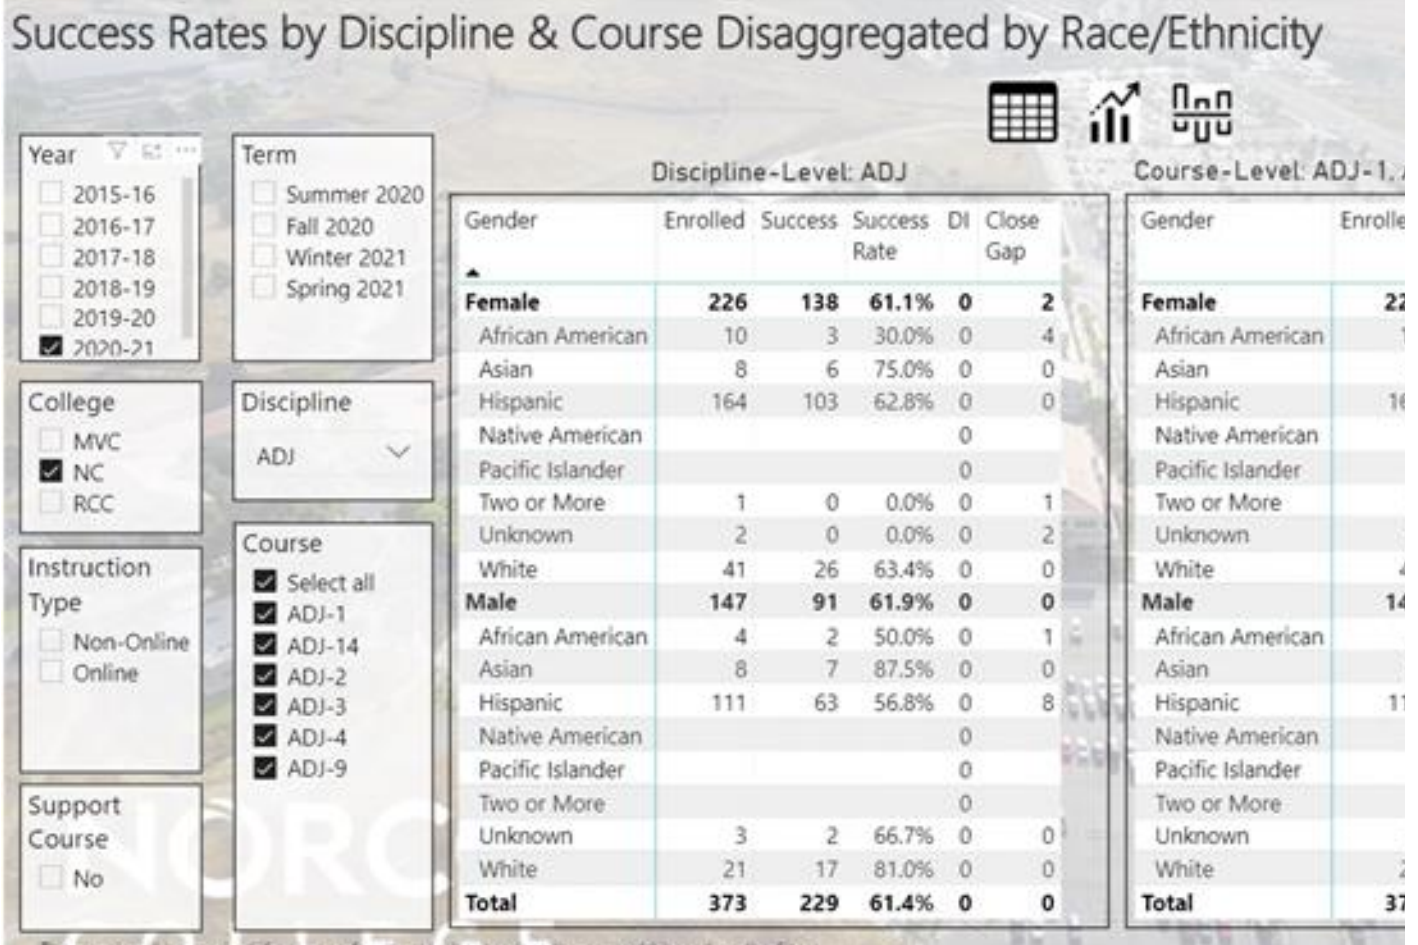 Success Rates by Discipline & Course Disaggregated by Race/Ethnicity
Year
2015-16
2016-17
2017-18
2018-19
2019-20
2020-21
Term
Summer 2020
Fall 2020
Winter 2021
Spring 2021
College
MVC
NC
RCC
Discipline
ADJ
Instruction
Type
Non-Online
Online
Course
Select all
ADJ-1
ADJ-14
ADJ-2
ADJ-3
ADJ-4
ADJ-9
Support
Course
No
Discipline-Level: ADJ
Gender Enrolled Success Success Rate DI Close Gap
Female 226 138 61.1% 0 2
African American 10 3 30.0% 0 4
Asian 8 6 75.0% 0 0
Hispanic 164 103 62.8% 0 0
Native American 0
Pacific Islander 0
Two or More 1 0 0.0% 0 1
Unknown 2 0 0.0% 0 2
White 41 26 63.4% 0 0
Male 147 91 61.9% 0 0
African American 4 2 50.0% 0 1
Asian 8 7 87.5% 0 0
Hispanic 111 63 56.8% 0 8
Native American 0
Pacific Islander 0
Two or More 0
Unknown 3 2 66.7% 0 0
White 21 17 81.0% 0 0
Total 373 229 61.4% 0 0
Course-Level: ADJ-1,
Gender Enrolle
Female 22
African American 1
Asian
Hispanic 16
Native American
Pacific Islander
Two or More
Unknown
White 4
Male 14
African American
Asian
Hispanic 11
Native American
Pacific Islander
Two or More
Unknown
White 2
Total 37
NORC